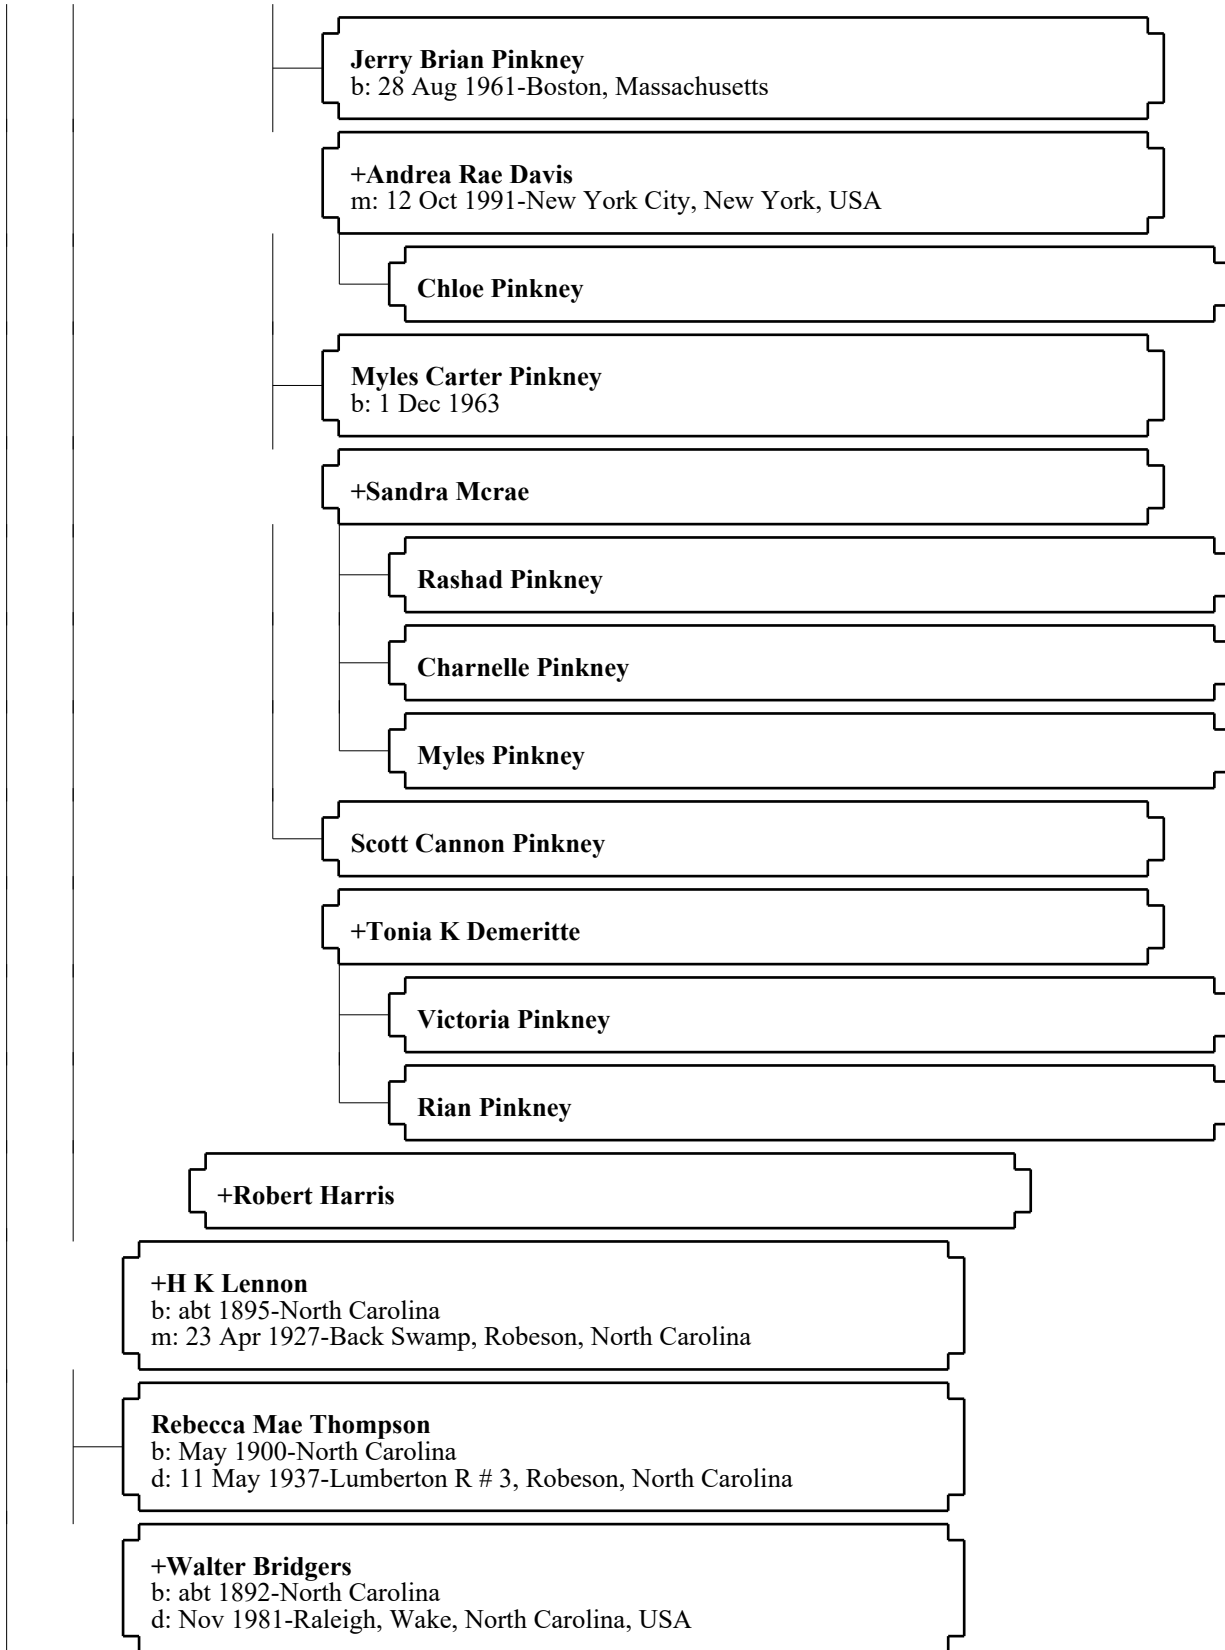 Jerry Brian Pinkney
b: 28 Aug 1961-Boston, Massachusetts
+Andrea Rae Davis
m: 12 Oct 1991-New York City, New York, USA
Chloe Pinkney
Myles Carter Pinkney
b: 1 Dec 1963
+Sandra Mcrae
Rashad Pinkney
Charnelle Pinkney
Myles Pinkney
Scott Cannon Pinkney
+Tonia K Demeritte
Victoria Pinkney
Rian Pinkney
+Robert Harris
+H K Lennon
b: abt 1895-North Carolina
m: 23 Apr 1927-Back Swamp, Robeson, North Carolina
Rebecca Mae Thompson
b: May 1900-North Carolina
d: 11 May 1937-Lumberton R # 3, Robeson, North Carolina
+Walter Bridgers
b: abt 1892-North Carolina
d: Nov 1981-Raleigh, Wake, North Carolina, USA